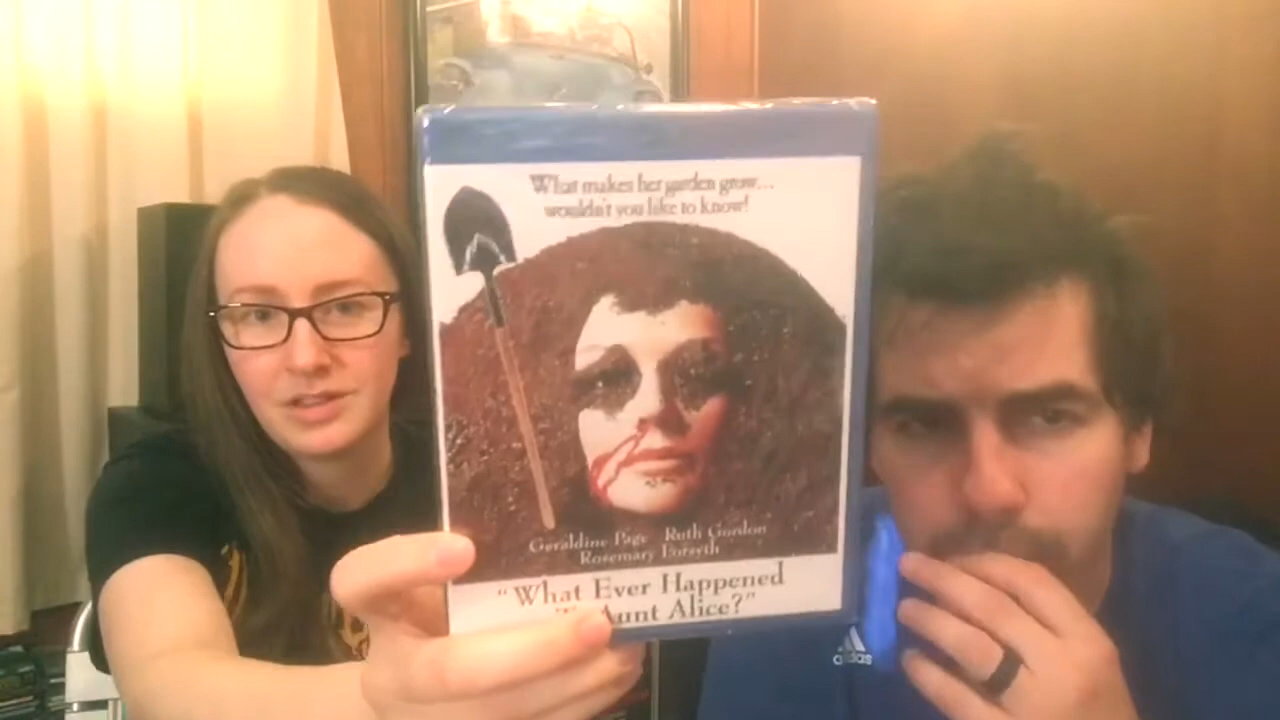 What makes her garden grow...
wouldn't you like to know!
Geraldine Page Ruth Gordon
Rosemary Forsyth
"What Ever Happened
Aunt Alice?"
adidas